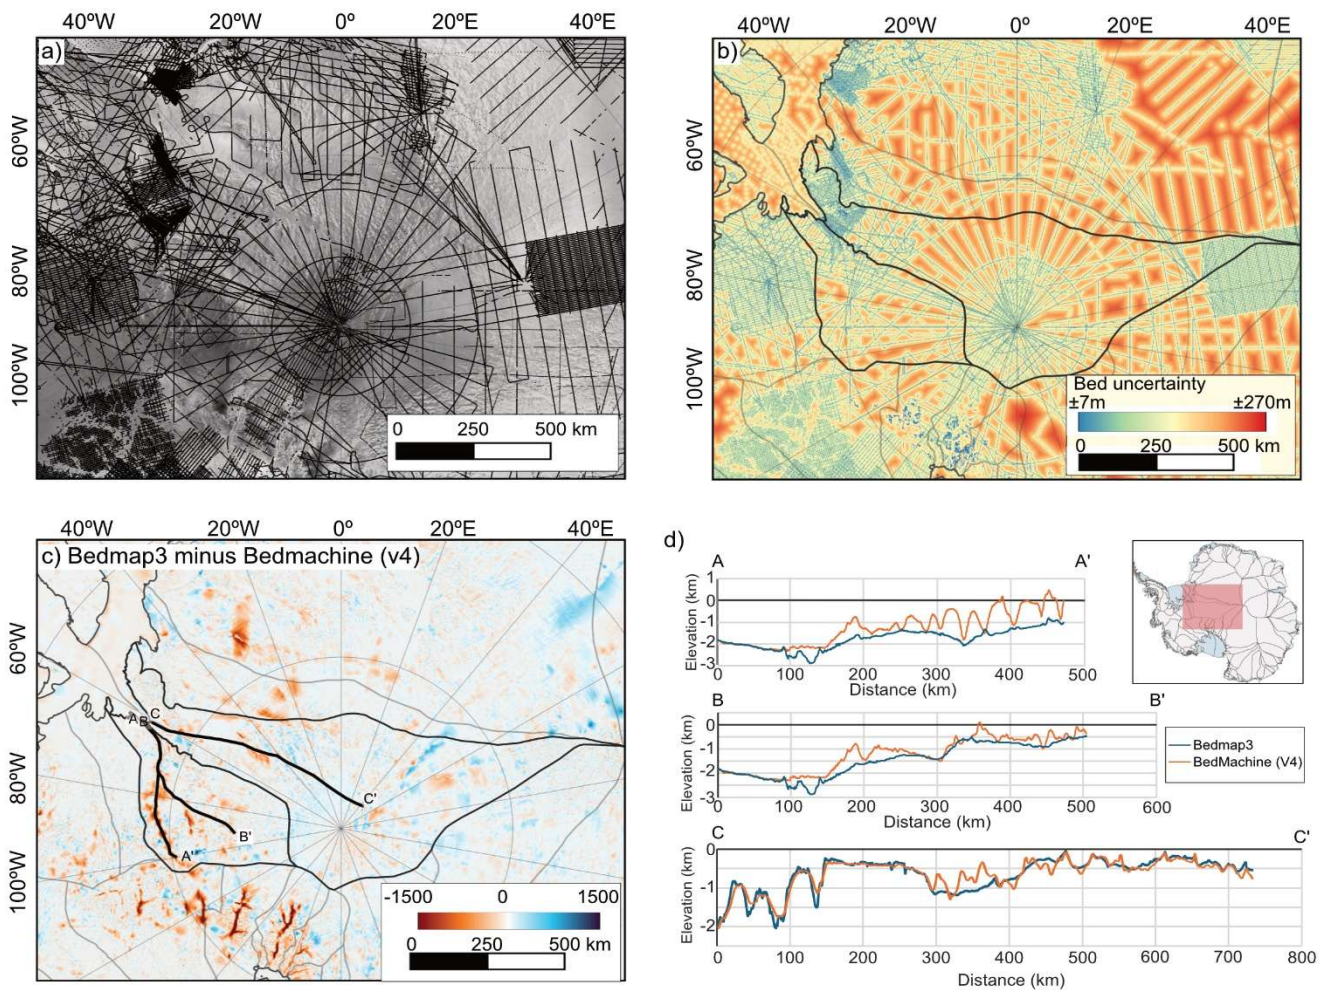 40ºW 20ºW 0º 20ºE 40ºE
a)
60ºW
80ºW
100ºW
0 250 500 km
40ºW 20ºW 0º 20ºE 40ºE
b)
60ºW
80ºW
100ºW
Bed uncertainty
±7m ±270m
0 250 500 km
40ºW 20ºW 0º 20ºE 40ºE
c) Bedmap3 minus Bedmachine (v4)
60ºW
80ºW
100ºW
A B C
C'
B'
A'
-1500 0 1500
0 250 500 km
d)
A A'
Elevation (km)
1
0
-1
-2
-3
0 100 200 300 400 500
Distance (km)
B B'
Elevation (km)
0
-1
-2
-3
0 100 200 300 400 500 600
Distance (km)
Bedmap3
BedMachine (V4)
C C'
Elevation (km)
0
-1
-2
0 100 200 300 400 500 600 700 800
Distance (km)